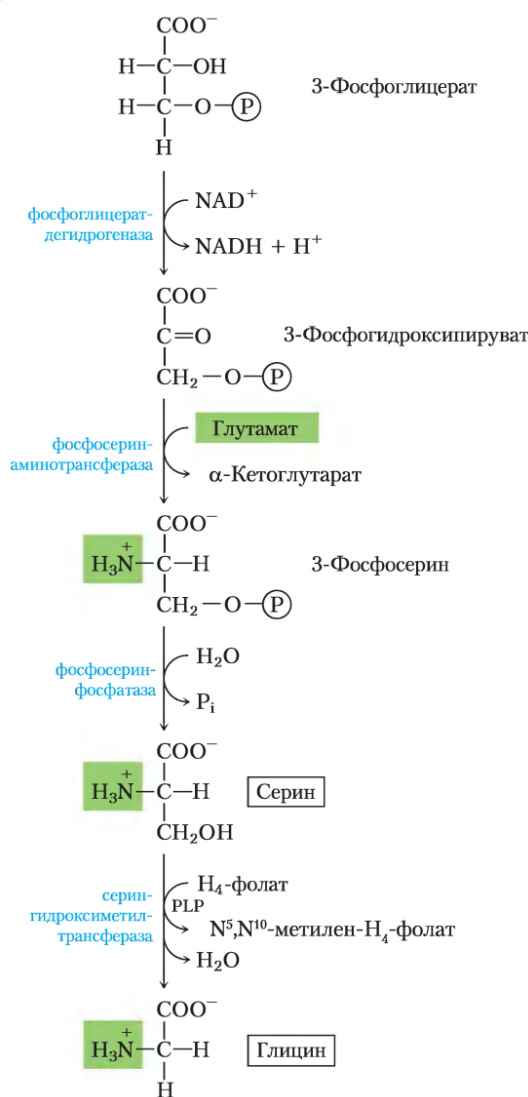 COO⁻
H—C—OH
3-Фосфоглицерат
H—C—O—P
H
NAD⁺
фосфоглицерат-
дегидрогеназа
NADH + H⁺
COO⁻
C=O
3-Фосфогидроксипируват
CH₂—O—P
Глутамат
фосфосерин-
аминотрансфераза
α-Кетоглутарат
COO⁻
H₃N⁺—C—H
3-Фосфосерин
CH₂—O—P
H₂O
фосфосерин-
фосфатаза
Pᵢ
COO⁻
H₃N⁺—C—H
Серин
CH₂OH
H₄-фолат
серин-
гидроксиметил-
трансфераза
PLP
N⁵,N¹⁰-метилен-H₄-фолат
H₂O
COO⁻
H₃N⁺—C—H
Глицин
H